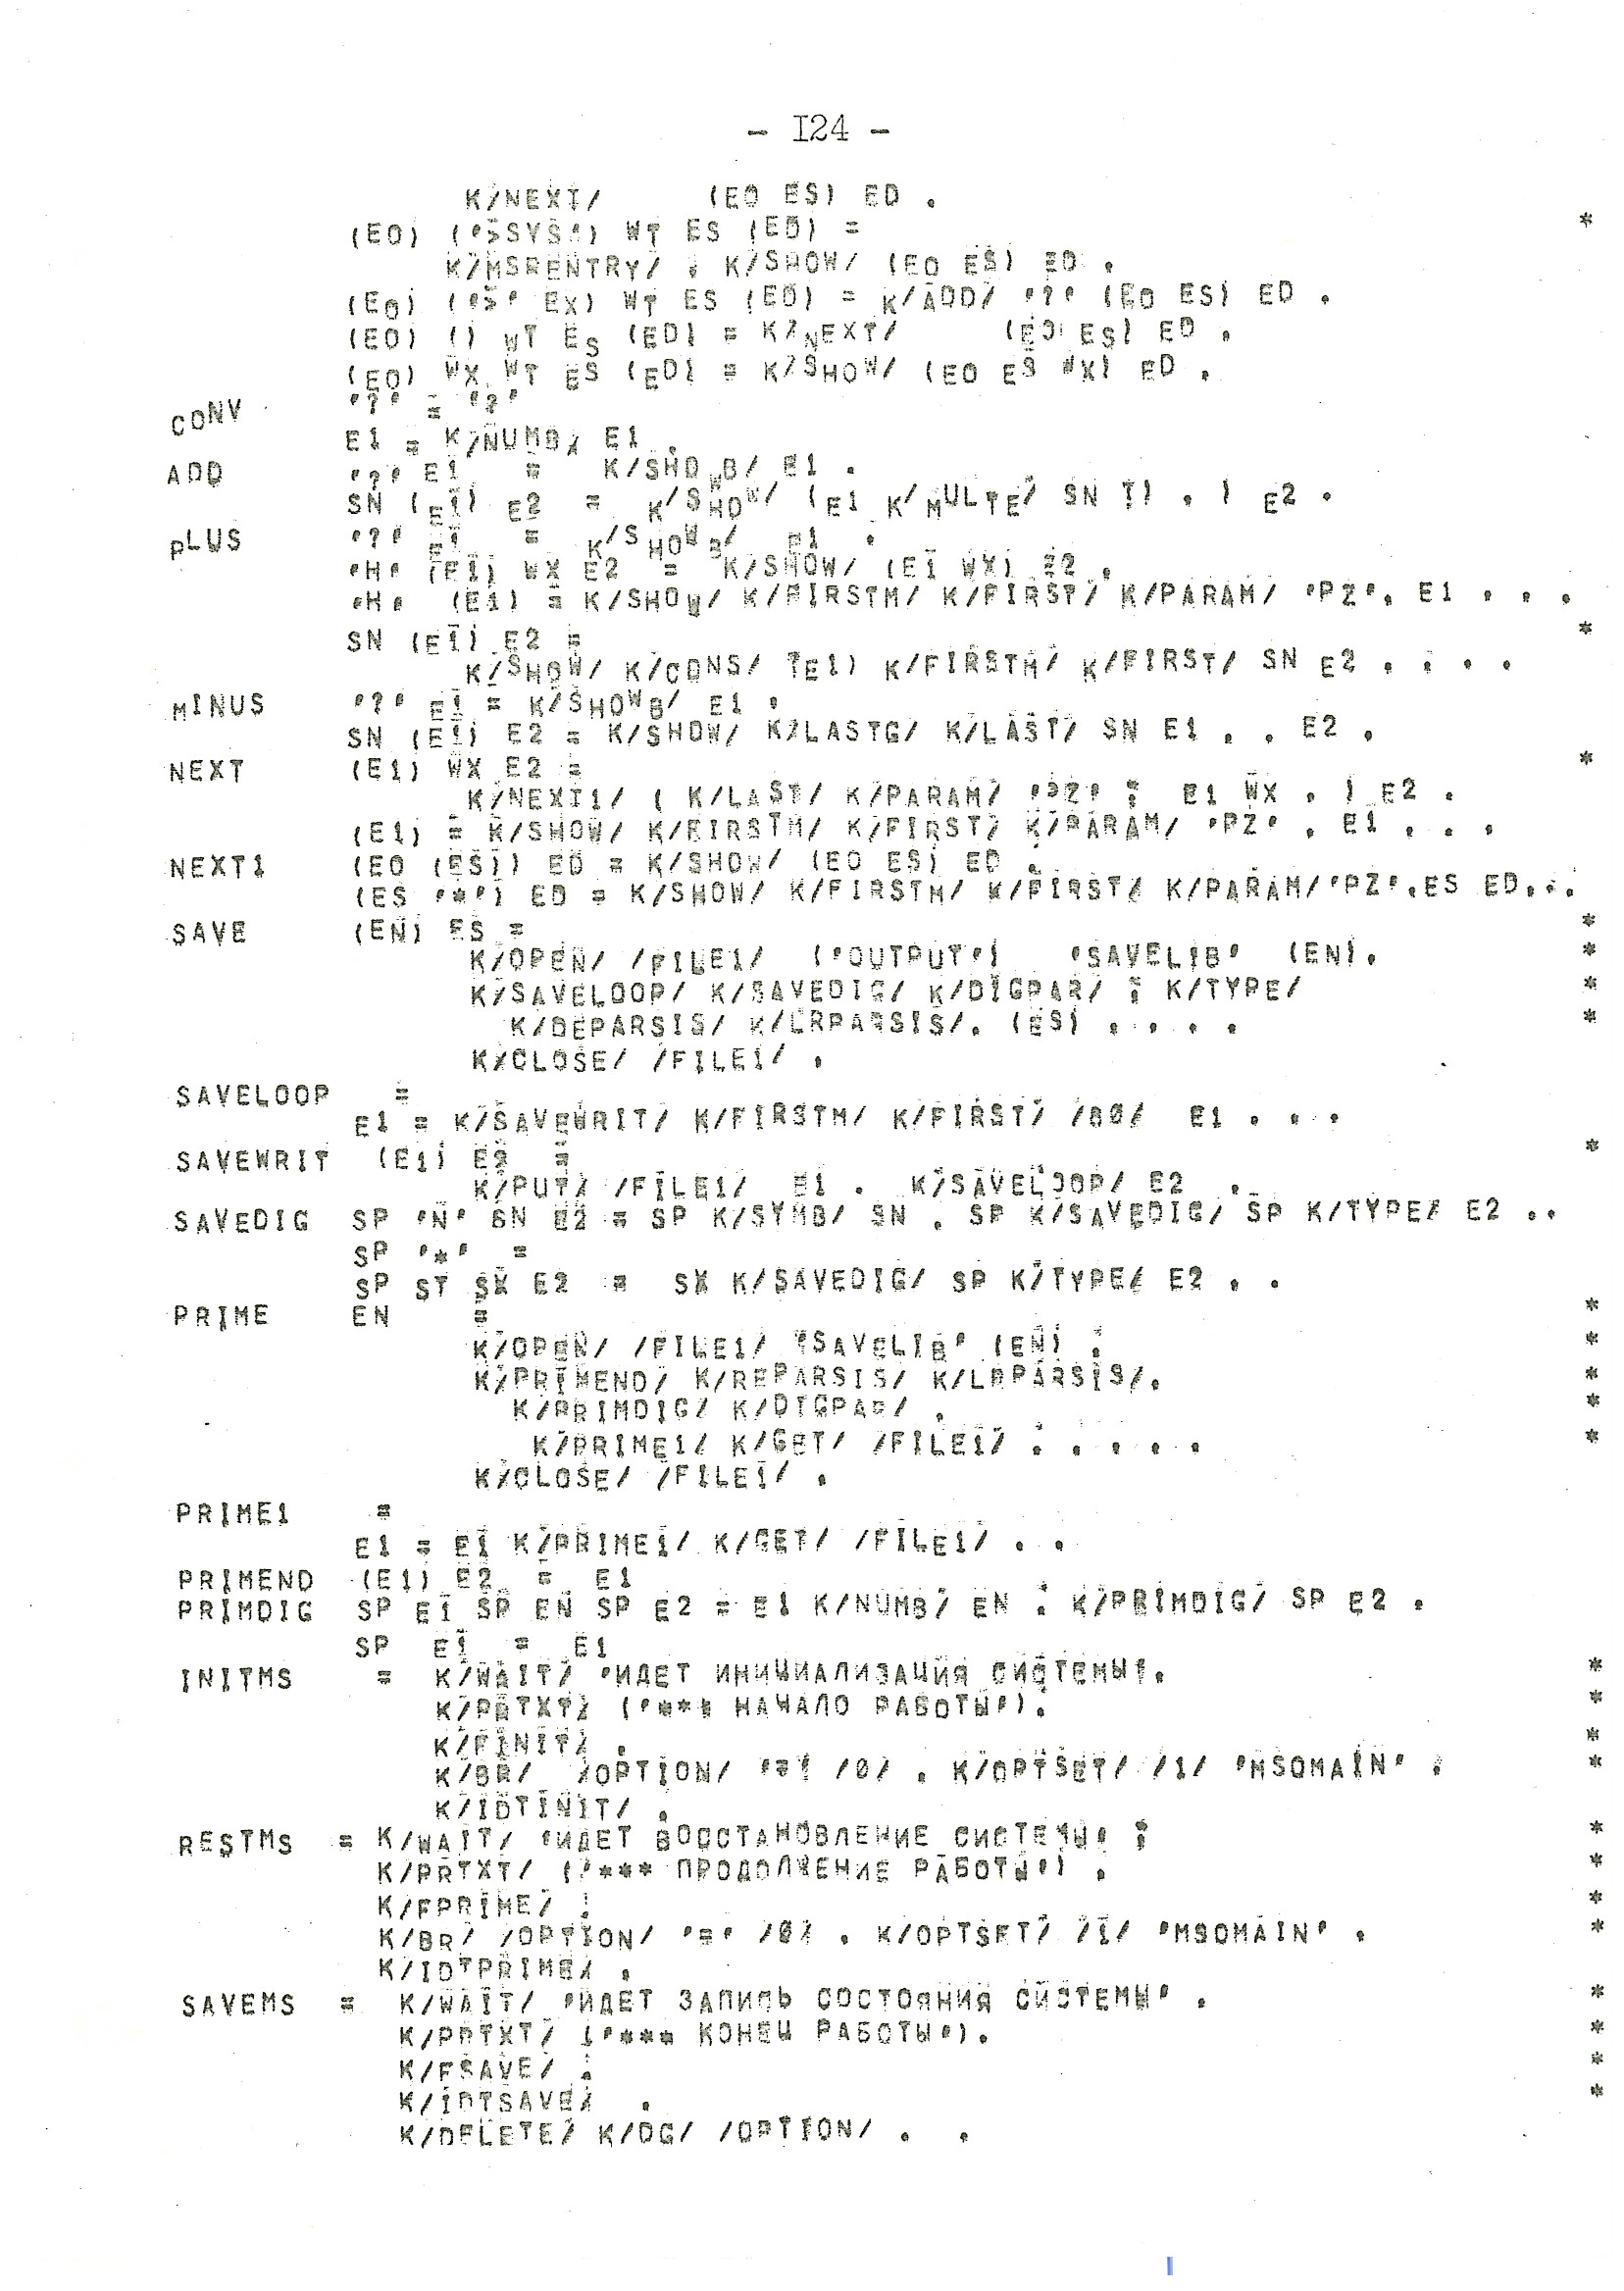 - I24 -
K/NEXT/ (EO ES) ED .
(EO) ('>SYS') WT ES (ED) = *
K/MSRENTRY/ . K/SHOW/ (EO ES) ED .
(EO) ('>' EX) WT ES (ED) = K/ADD/ '?' (EO ES) ED .
(EO) () WT ES (ED) = K/NEXT/ (EO ES) ED .
(EO) WX WT ES (ED) = K/SHOW/ (EO ES WX) ED .
CONV '?' = '?'
E1 = K/NUMB/ E1 .
ADD '?' E1 = K/SHOWB/ E1 .
SN (E1) E2 = K/SHOW/ (E1 K/MULTE/ SN T) . ) E2 .
PLUS '?' E1 = K/SHOWB/ E1 .
'H' (E1) WX E2 = K/SHOW/ (E1 WX) E2 .
'H' (E1) = K/SHOW/ K/FIRSTM/ K/FIRST/ K/PARAM/ 'PZ'. E1 . . .
SN (E1) E2 = *
K/SHOW/ K/CONS/ (E1) K/FIRSTM/ K/FIRST/ SN E2 . . . .
MINUS '?' E1 = K/SHOWB/ E1 .
SN (E1) E2 = K/SHOW/ K/LASTG/ K/LAST/ SN E1 . . E2 .
NEXT (E1) WX E2 = *
K/NEXT1/ ( K/LAST/ K/PARAM/ 'PZ' . E1 WX . ) E2 .
(E1) = K/SHOW/ K/FIRSTM/ K/FIRST/ K/PARAM/ 'PZ' . E1 . . .
NEXT1 (EO (ES)) ED = K/SHOW/ (EO ES) ED .
(ES '*') ED = K/SHOW/ K/FIRSTM/ K/FIRST/ K/PARAM/'PZ'.ES ED...
SAVE (EN) ES = *
K/OPEN/ /FILE1/ ('OUTPUT') 'SAVELIB' (EN). *
K/SAVELOOP/ K/SAVEDIG/ K/DIGPAR/ . K/TYPE/ *
K/DEPARSIS/ K/LRPARSIS/. (ES) . . . . *
K/CLOSE/ /FILE1/ .
SAVELOOP =
E1 = K/SAVEWRIT/ K/FIRSTM/ K/FIRST/ /80/ E1 . . .
SAVEWRIT (E1) E2 = *
K/PUT/ /FILE1/ E1 . K/SAVELOOP/ E2 .
SAVEDIG SP 'N' SN E2 = SP K/SYMB/ SN . SP K/SAVEDIG/ SP K/TYPE/ E2 ..
SP '*' =
SP ST SX E2 = SX K/SAVEDIG/ SP K/TYPE/ E2 . .
PRIME EN = *
K/OPEN/ /FILE1/ 'SAVELIB' (EN) . *
K/PRIMEND/ K/REPARSIS/ K/LRPARSIS/. *
K/PRIMDIG/ K/DIGPAR/ . *
K/PRIME1/ K/GET/ /FILE1/ . . . . . *
K/CLOSE/ /FILE1/ .
PRIME1 =
E1 = E1 K/PRIME1/ K/GET/ /FILE1/ . .
PRIMEND (E1) E2 = E1
PRIMDIG SP E1 SP EN SP E2 = E1 K/NUMB/ EN . K/PRIMDIG/ SP E2 .
SP E1 = E1
INITMS = K/WAIT/ 'ИДЕТ ИНИЦИАЛИЗАЦИЯ СИСТЕМЫ'. *
K/PRTXT/ ('*** НАЧАЛО РАБОТЫ'). *
K/FINIT/ . *
K/BR/ /OPTION/ '=' /0/ . K/OPTSET/ /1/ 'MSOMAIN' . *
K/IDTINIT/ .
RESTMS = K/WAIT/ 'ИДЕТ ВОССТАНОВЛЕНИЕ СИСТЕМЫ' . *
K/PRTXT/ ('*** ПРОДОЛЖЕНИЕ РАБОТЫ') . *
K/FPRIME/ . *
K/BR/ /OPTION/ '=' /0/ . K/OPTSET/ /1/ 'MSOMAIN' . *
K/IDTPRIME/ .
SAVEMS = K/WAIT/ 'ИДЕТ ЗАПИСЬ СОСТОЯНИЯ СИСТЕМЫ' . *
K/PRTXT/ ('*** КОНЕЦ РАБОТЫ'). *
K/FSAVE/ . *
K/IDTSAVE/ . *
K/DELETE/ K/DG/ /OPTION/ . .